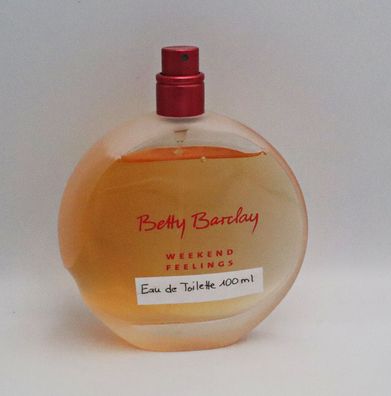 Betty Barclay
WEEKEND
FEELINGS
Eau de Toilette 100 ml